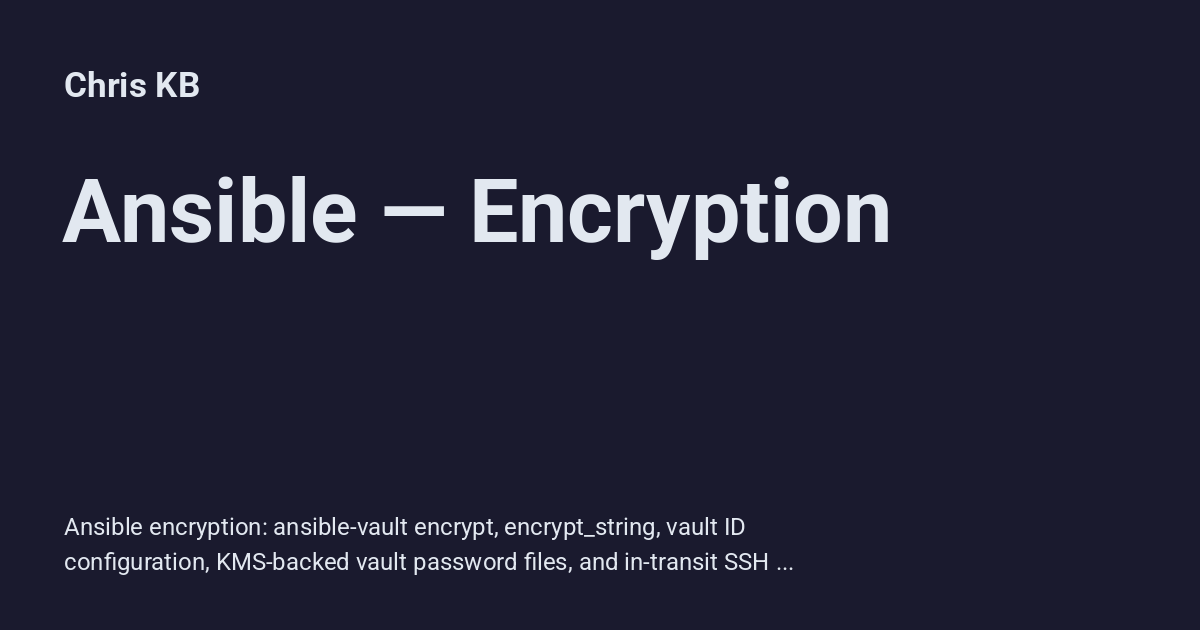 Chris KB
Ansible — Encryption
Ansible encryption: ansible-vault encrypt, encrypt_string, vault ID
configuration, KMS-backed vault password files, and in-transit SSH ...